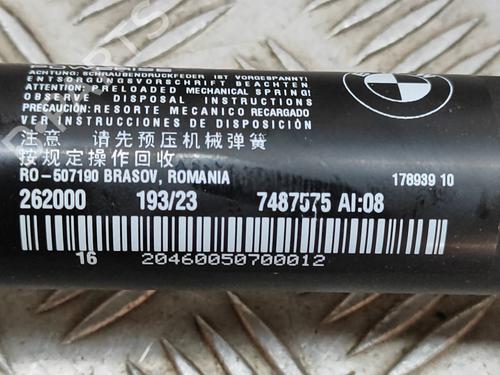 POWERISE
ACHTUNG: SCHRAUBENDRUCKFEDER IST VORGESPANNT!
ENTSORGUNGSVORSCHRIFT BEACHTEN
ATTENTION: PRELOADED MECHANICAL SPRING!
OBSERVE DISPOSAL INSTRUCTIONS
PRECAUCIÓN: RESORTE MECANICO RECARGADO
VER INSTRUCCIONES DE DISPOSICIÓN
注意 请先预压机械弹簧
按规定操作回收
RO-507190 BRASOV, ROMANIA
178939 10
262000 193/23 7487575 AI:08
16 20460050700012